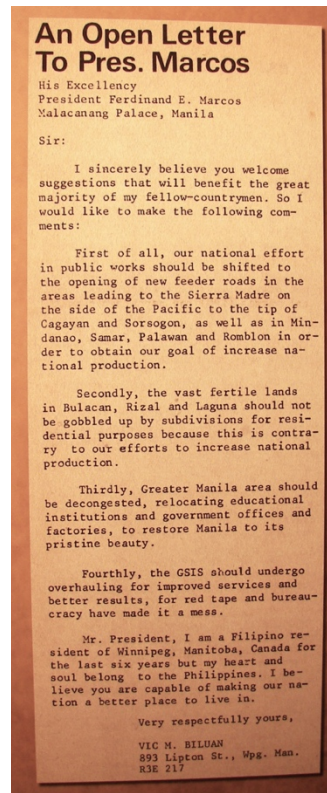 An Open Letter
To Pres. Marcos
His Excellency
President Ferdinand E. Marcos
Malacanang Palace, Manila
Sir:
I sincerely believe you welcome
suggestions that will benefit the great
majority of my fellow-countrymen. So I
would like to make the following com-
ments:
First of all, our national effort
in public works should be shifted to
the opening of new feeder roads in the
areas leading to the Sierra Madre on
the side of the Pacific to the tip of
Cagayan and Sorsogon, as well as in Min-
danao, Samar, Palawan and Romblon in or-
der to obtain our goal of increase na-
tional production.
Secondly, the vast fertile lands
in Bulacan, Rizal and Laguna should not
be gobbled up by subdivisions for resi-
dential purposes because this is contra-
ry to our efforts to increase national
production.
Thirdly, Greater Manila area should
be decongested, relocating educational
institutions and government offices and
factories, to restore Manila to its
pristine beauty.
Fourthly, the GSIS should undergo
overhauling for improved services and
better results, for red tape and bureau-
cracy have made it a mess.
Mr. President, I am a Filipino re-
sident of Winnipeg, Manitoba, Canada for
the last six years but my heart and
soul belong to the Philippines. I be-
lieve you are capable of making our na-
tion a better place to live in.
Very respectfully yours,
VIC M. BILUAN
893 Lipton St., Wpg. Man.
R3E 217